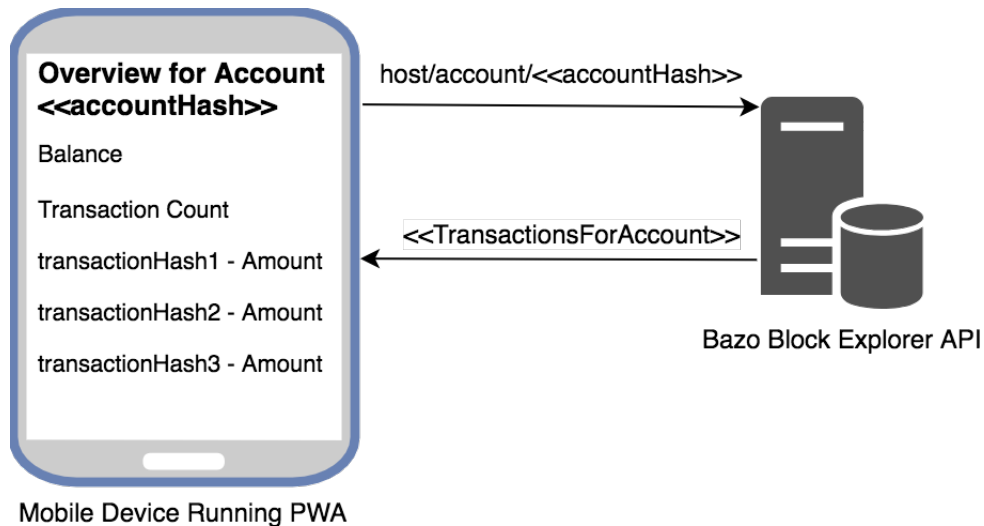 Overview for Account
<<accountHash>>
Balance
Transaction Count
transactionHash1 - Amount
transactionHash2 - Amount
transactionHash3 - Amount
host/account/<<accountHash>>
<<TransactionsForAccount>>
Bazo Block Explorer API
Mobile Device Running PWA